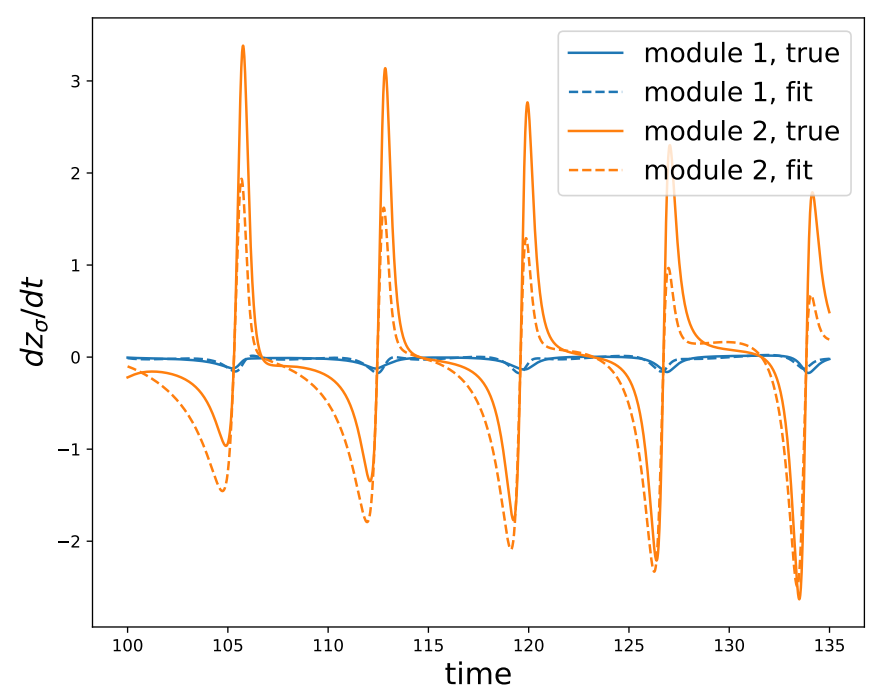 module 1, true
module 1, fit
module 2, true
module 2, fit
3
2
1
0
−1
−2
dz_σ/dt
100 105 110 115 120 125 130 135
time